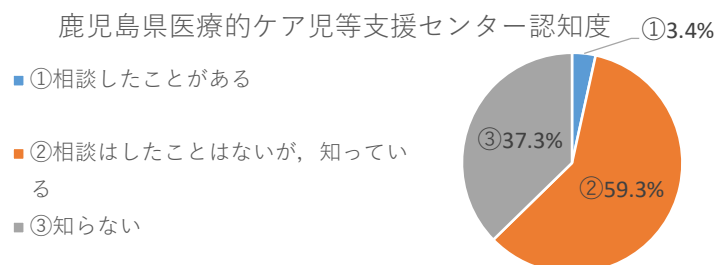 鹿児島県医療的ケア児等支援センター認知度
①3.4%
①相談したことがある
②相談はしたことはないが，知ってい
る
③知らない
③37.3%
②59.3%